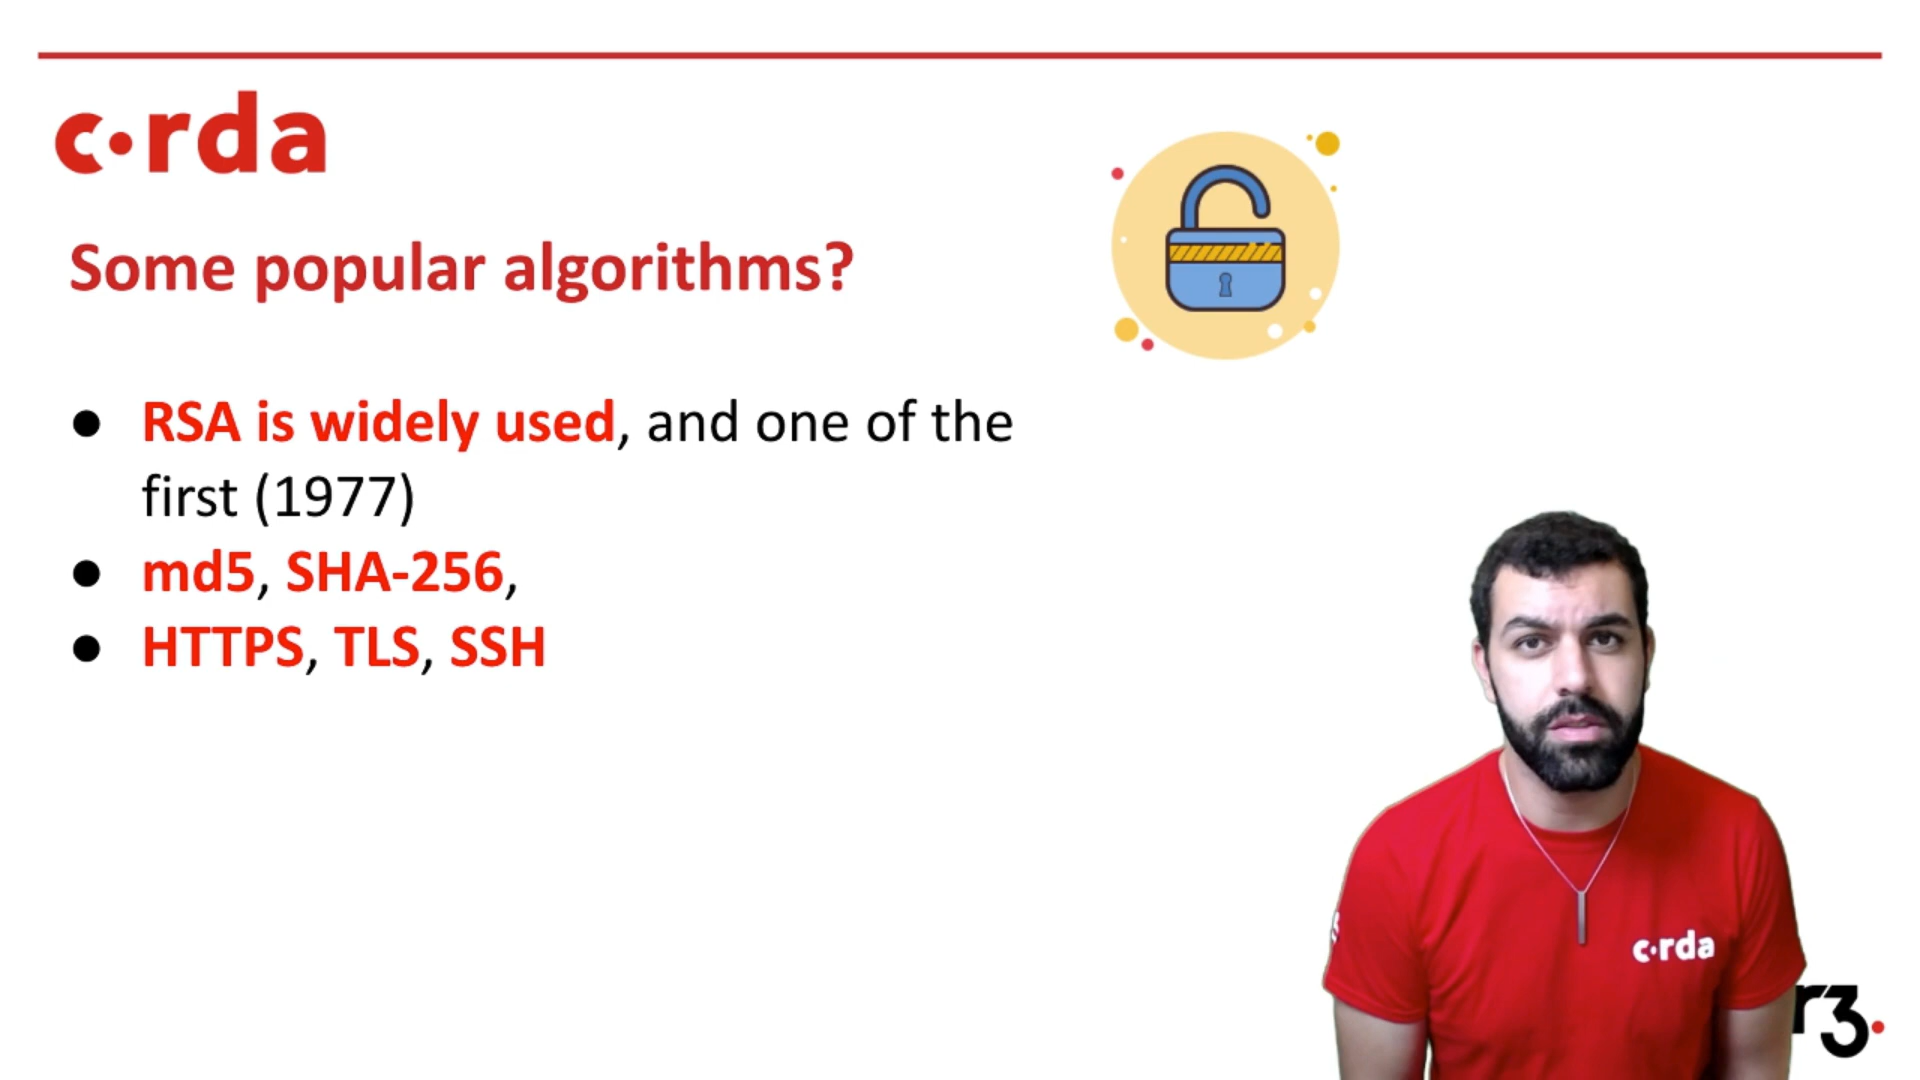 c•rda
Some popular algorithms?
● RSA is widely used, and one of the
first (1977)
● md5, SHA-256,
● HTTPS, TLS, SSH
c•rda
r3.